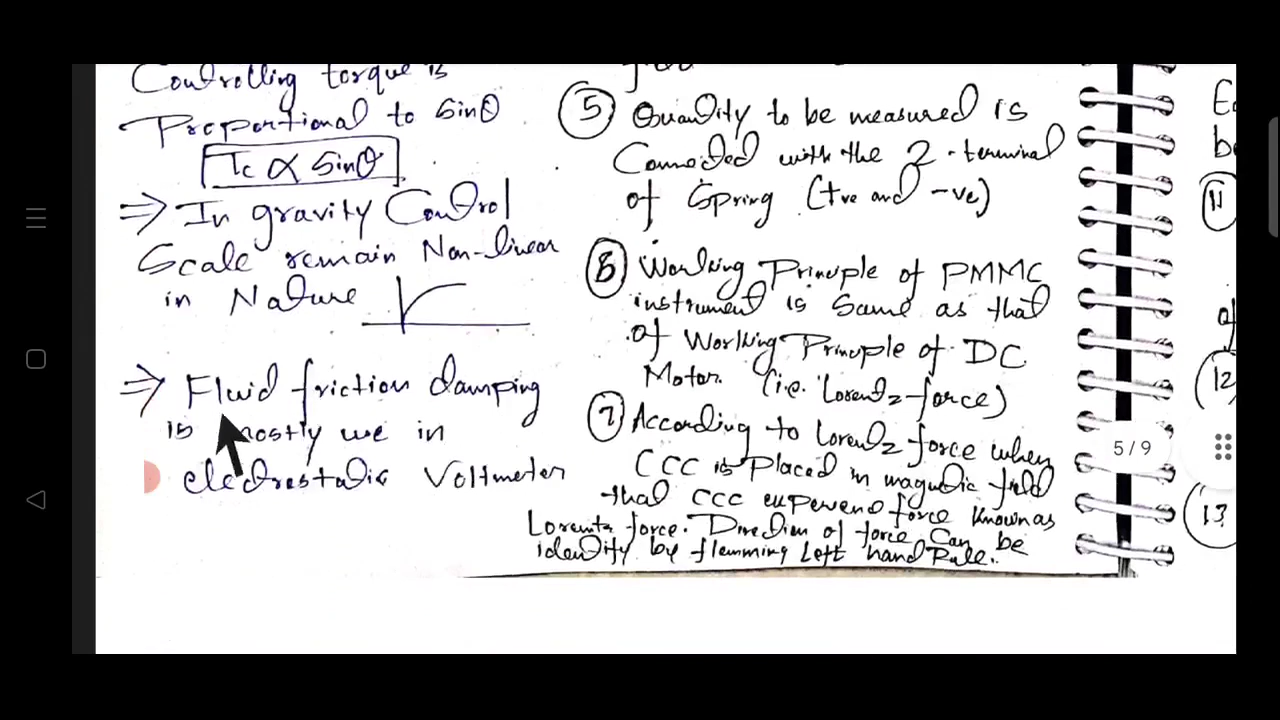 Controlling torque is
Proportional to Sinθ
Tc ∝ Sinθ
⇒ In gravity Control
Scale remain Non-linear
in Nature
⇒ Fluid friction damping
is mostly use in
electrostatic Voltmeter
⑤ Quantity to be measured is
Connected with the 2-terminal
of Spring (+ve and -ve)
⑥ Working Principle of PMMC
instrument is Same as that
of Working Principle of DC
Motor. (i.e. Lorentz-force)
⑦ According to Lorentz force when
CCC is Placed in magnetic field
that CCC experiend force known as
Lorentz force. Direction of force Can be
identify by flemming Left hand Rule.
5/9
11
of
12
13